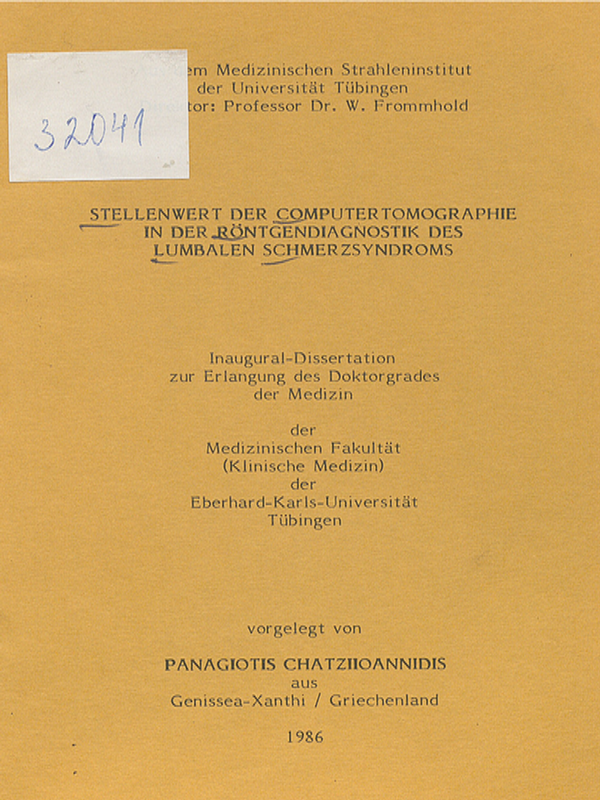 em Medizinischen Strahleninstitut
der Universität Tübingen
tor: Professor Dr. W. Frommhold
32041
STELLENWERT DER COMPUTERTOMOGRAPHIE
IN DER RÖNTGENDIAGNOSTIK DES
LUMBALEN SCHMERZSYNDROMS
Inaugural-Dissertation
zur Erlangung des Doktorgrades
der Medizin
der
Medizinischen Fakultät
(Klinische Medizin)
der
Eberhard-Karls-Universität
Tübingen
vorgelegt von
PANAGIOTIS CHATZIIOANNIDIS
aus
Genissea-Xanthi / Griechenland
1986